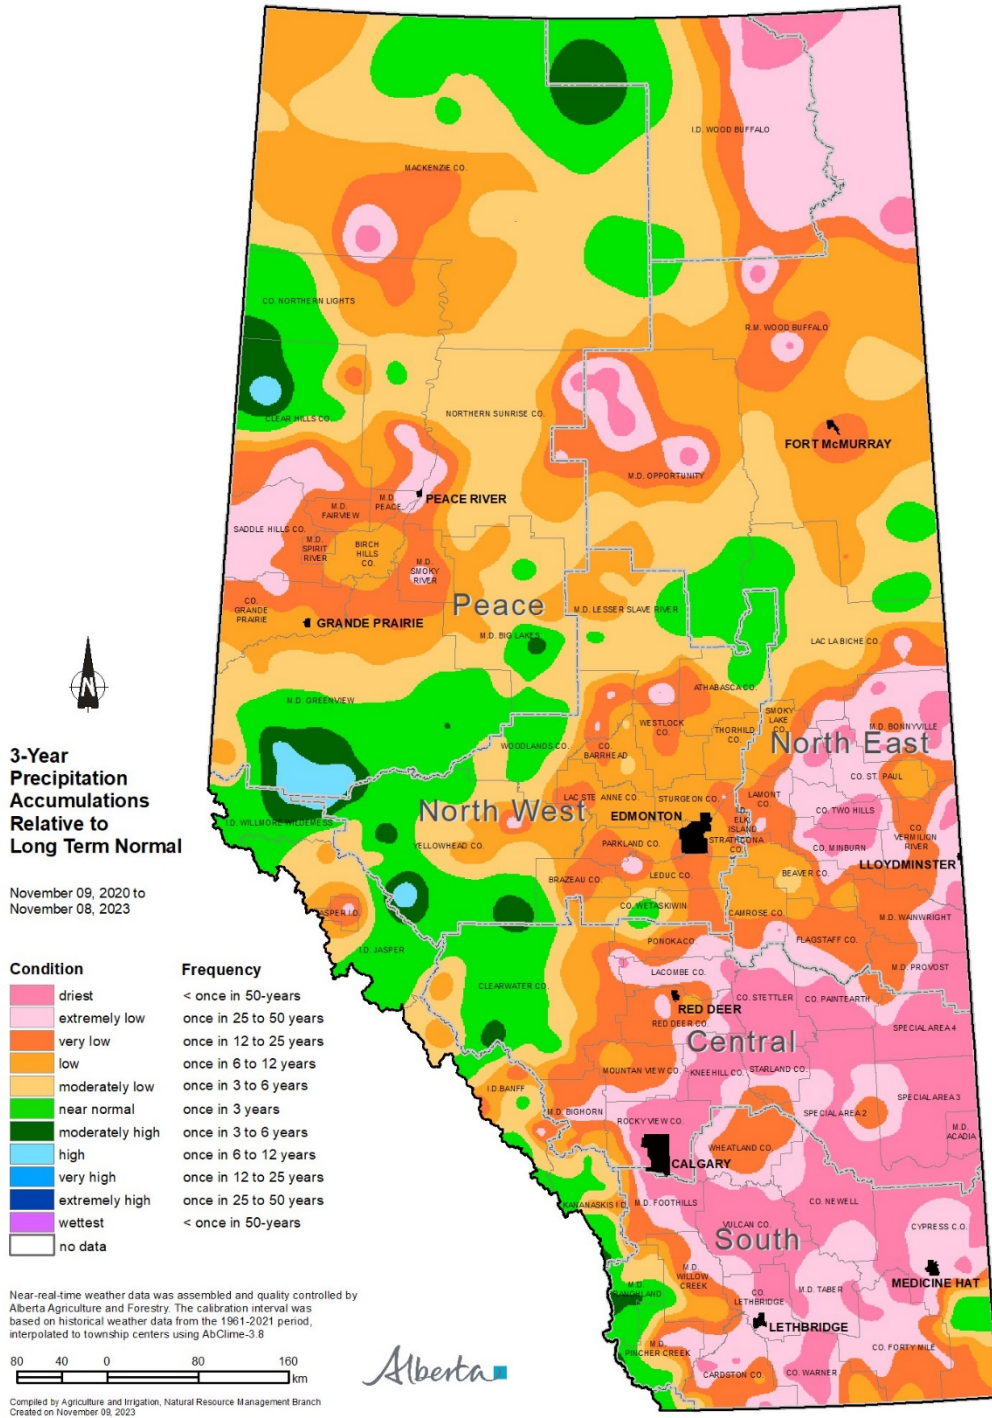 I.D. WOOD BUFFALO
MACKENZIE CO.
CO. NORTHERN LIGHTS
R.M. WOOD BUFFALO
CLEAR HILLS CO.
NORTHERN SUNRISE CO.
FORT McMURRAY
M.D. OPPORTUNITY
PEACE RIVER
M.D.
PEACE
M.D.
FAIRVIEW
SADDLE HILLS CO.
M.D.
SPIRIT
RIVER
BIRCH
HILLS
CO.
M.D.
SMOKY
RIVER
CO.
GRANDE
PRAIRIE
GRANDE PRAIRIE
Peace
M.D. LESSER SLAVE RIVER
M.D. BIG LAKES
LAC LA BICHE CO.
N
M.D. GREENVIEW
ATHABASCA CO.
WOODLANDS CO.
WESTLOCK
CO.
CO.
BARRHEAD
THORHILD
CO.
SMOKY
LAKE
CO.
M.D. BONNYVILLE
North East
CO. ST. PAUL
North West
LAC STE ANNE CO.
STURGEON CO.
LAMONT
CO.
I.D.
ELK
ISLAND
CO. TWO HILLS
EDMONTON
STRATHCONA
CO.
CO.
VERMILION
RIVER
I.D. WILLMORE WILDERNESS
YELLOWHEAD CO.
PARKLAND CO.
CO. MINBURN
LLOYDMINSTER
BRAZEAU CO.
LEDUC CO.
BEAVER CO.
CO. WETASKIWIN
CAMROSE CO.
M.D. WAINWRIGHT
JASPER I.D.
I.D. JASPER
PONOKA CO.
FLAGSTAFF CO.
M.D. PROVOST
LACOMBE CO.
CLEARWATER CO.
CO. STETTLER
CO. PAINTEARTH
RED DEER
RED DEER CO.
SPECIAL AREA 4
Central
MOUNTAIN VIEW CO.
KNEEHILL CO.
STARLAND CO.
I.D. BANFF
SPECIAL AREA 3
M.D. BIGHORN
ROCKY VIEW CO.
SPECIAL AREA 2
M.D.
ACADIA
WHEATLAND CO.
CALGARY
KANANASKIS I.D.
M.D. FOOTHILLS
CO. NEWELL
VULCAN CO.
CYPRESS C.O.
South
M.D.
WILLOW
CREEK
MEDICINE HAT
M.D.
RANCHLAND
CO.
LETHBRIDGE
M.D. TABER
LETHBRIDGE
M.D.
PINCHER CREEK
CO. FORTY MILE
CARDSTON CO.
CO. WARNER
3-Year
Precipitation
Accumulations
Relative to
Long Term Normal
November 09, 2020 to
November 08, 2023
Condition Frequency
driest < once in 50-years
extremely low once in 25 to 50 years
very low once in 12 to 25 years
low once in 6 to 12 years
moderately low once in 3 to 6 years
near normal once in 3 years
moderately high once in 3 to 6 years
high once in 6 to 12 years
very high once in 12 to 25 years
extremely high once in 25 to 50 years
wettest < once in 50-years
no data
Near-real-time weather data was assembled and quality controlled by
Alberta Agriculture and Forestry. The calibration interval was
based on historical weather data from the 1961-2021 period,
interpolated to township centers using AbClime-3.8
80 40 0 80 160
km
Alberta
Compiled by Agriculture and Irrigation, Natural Resource Management Branch
Created on November 09, 2023